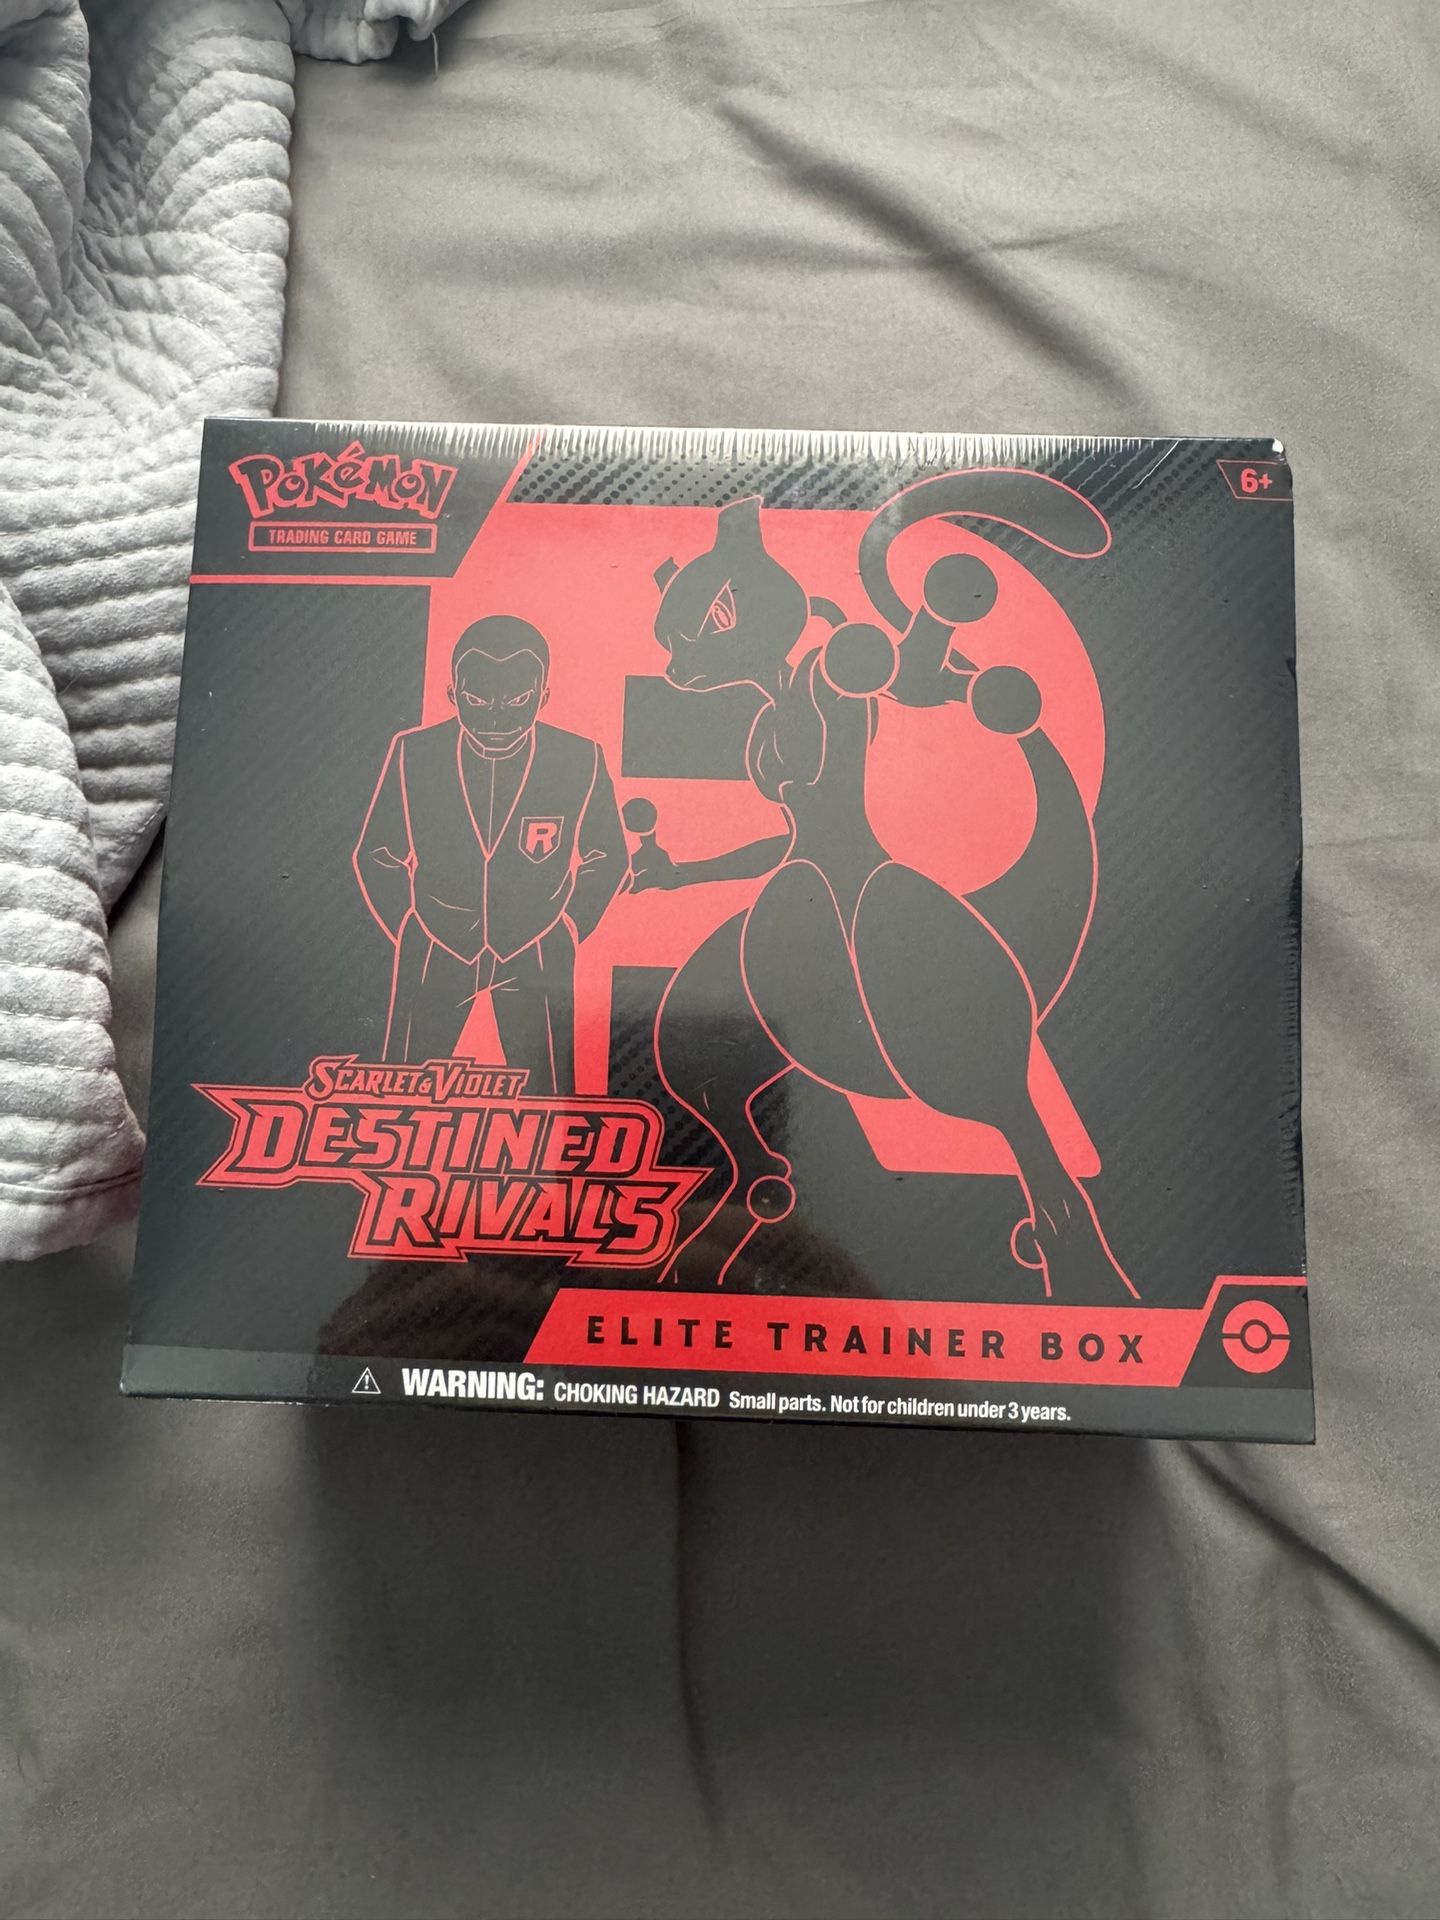 POKéMON
TRADING CARD GAME
6+
R
SCARLET & VIOLET
DESTINED
RIVALS
ELITE TRAINER BOX
WARNING: CHOKING HAZARD Small parts. Not for children under 3 years.